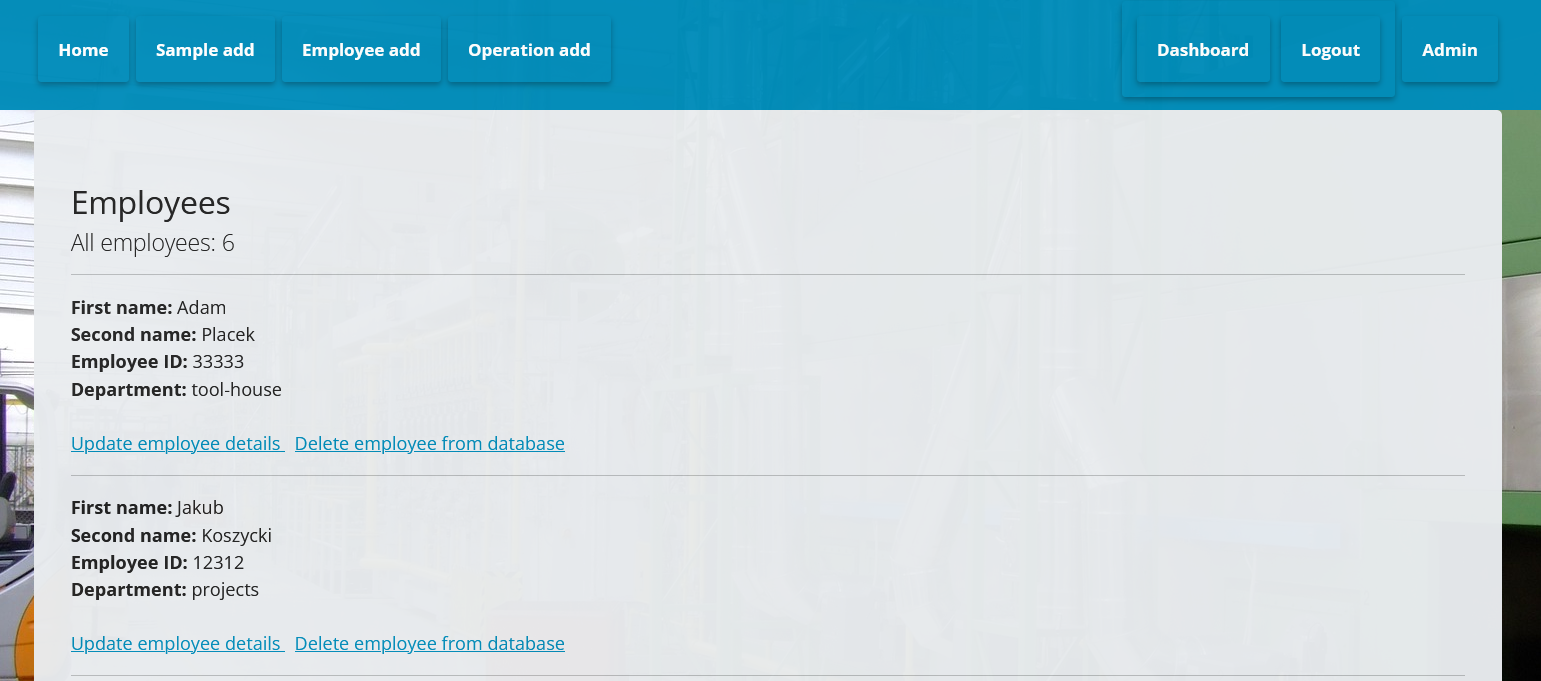 Home Sample add Employee add Operation add Dashboard Logout Admin
Employees
All employees: 6
First name: Adam
Second name: Placek
Employee ID: 33333
Department: tool-house
Update employee details Delete employee from database
First name: Jakub
Second name: Koszycki
Employee ID: 12312
Department: projects
Update employee details Delete employee from database